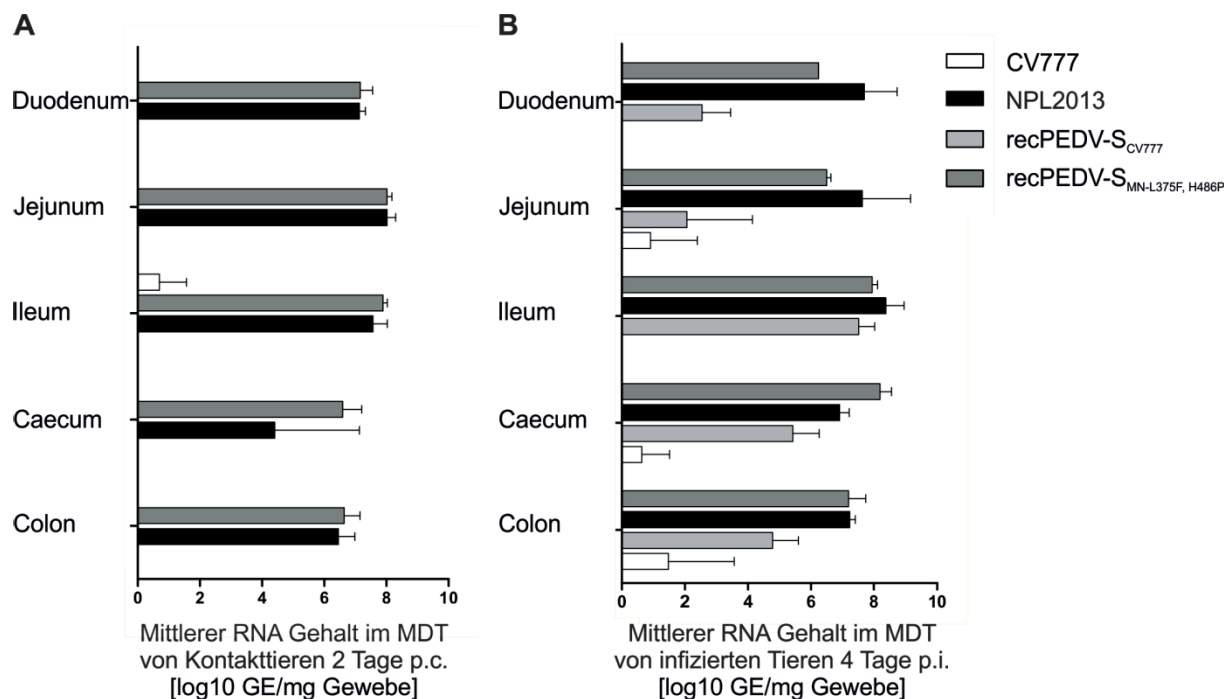 A
Duodenum
Jejunum
Ileum
Caecum
Colon
0 2 4 6 8 10
Mittlerer RNA Gehalt im MDT
von Kontakttieren 2 Tage p.c.
[log10 GE/mg Gewebe]
B
Duodenum
Jejunum
Ileum
Caecum
Colon
0 2 4 6 8 10
Mittlerer RNA Gehalt im MDT
von infizierten Tieren 4 Tage p.i.
[log10 GE/mg Gewebe]
CV777
NPL2013
recPEDV-SCV777
recPEDV-SMN-L375F, H486P